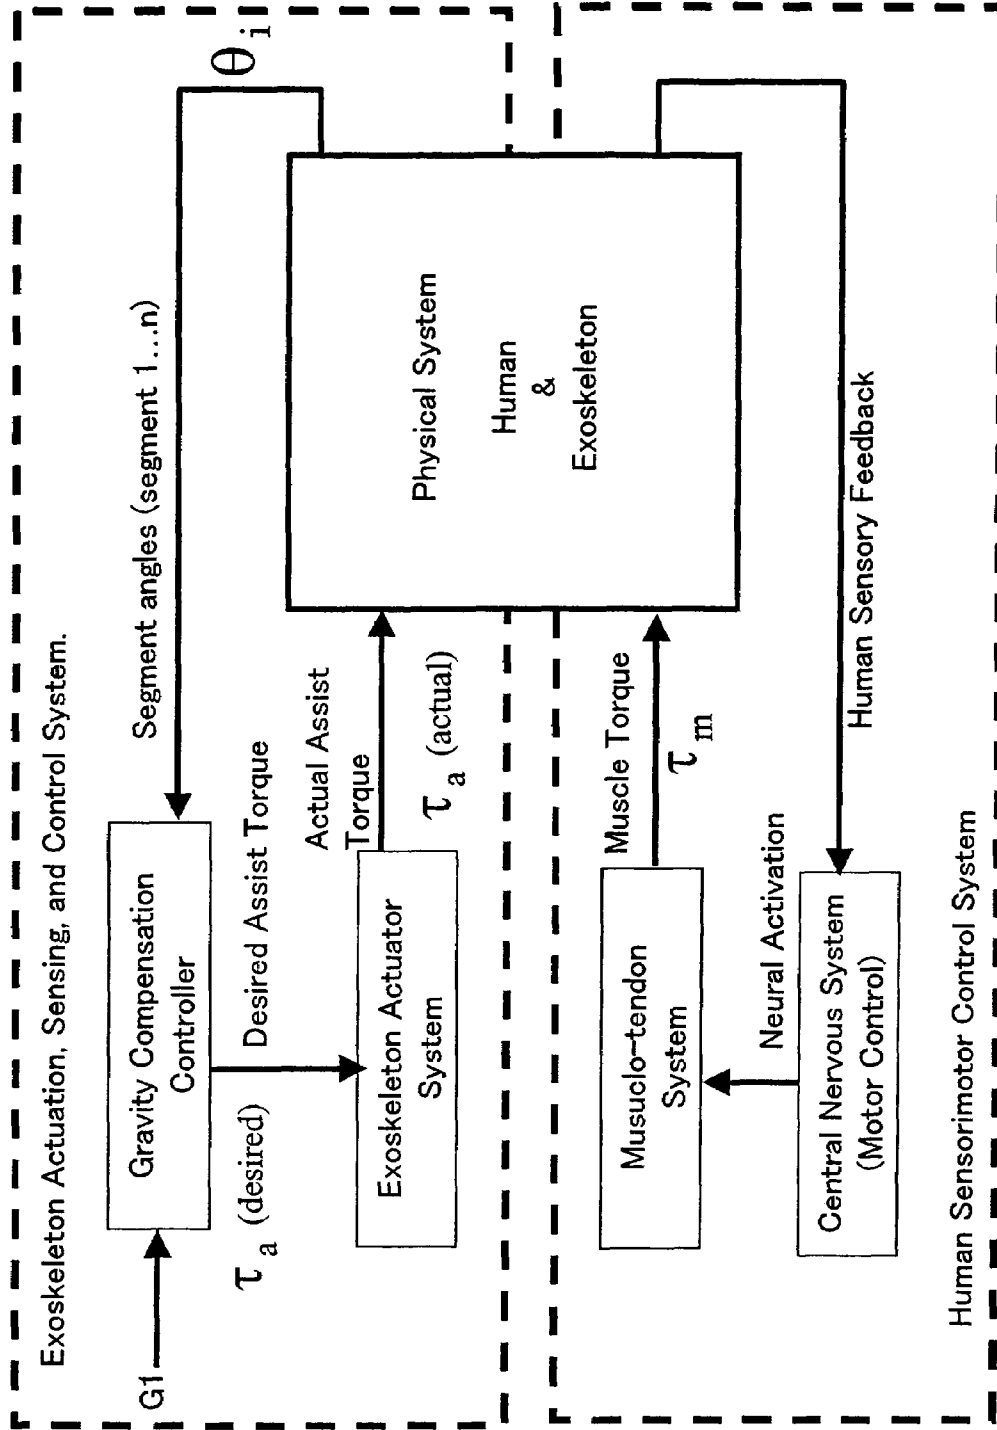 Exoskeleton Actuation, Sensing, and Control System.
G1
Gravity Compensation
Controller
Segment angles (segment 1...n)
θ i
τ a (desired)
Desired Assist Torque
Exoskeleton Actuator
System
Actual Assist
Torque
τ a (actual)
Physical System
Human
&
Exoskeleton
Musuclo-tendon
System
Muscle Torque
τ m
Neural Activation
Central Nervous System
(Motor Control)
Human Sensory Feedback
Human Sensorimotor Control System